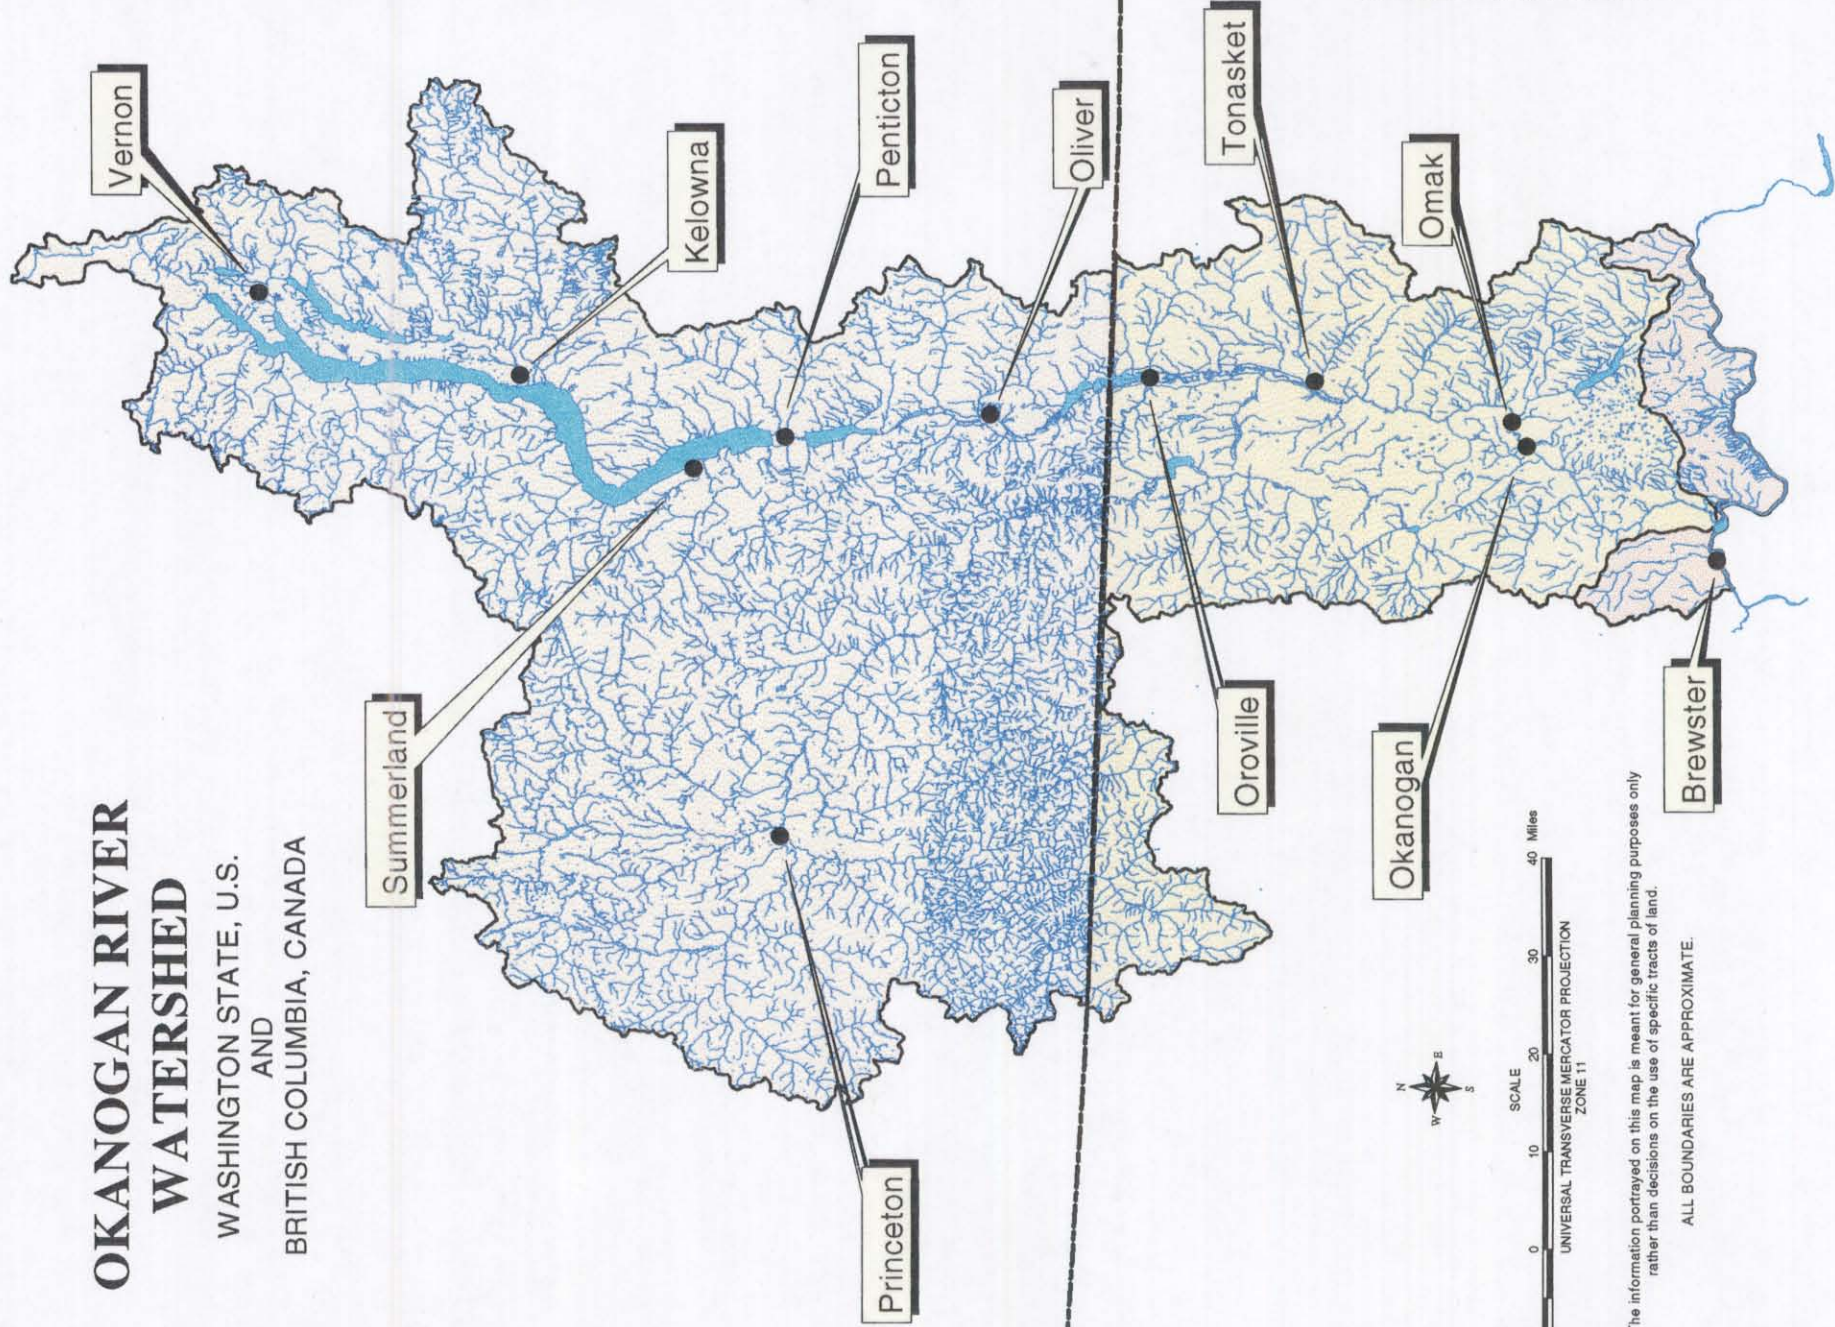 OKANOGAN RIVER
WATERSHED
WASHINGTON STATE, U.S.
AND
BRITISH COLUMBIA, CANADA
Vernon
Kelowna
Penticton
Oliver
Tonasket
Omak
Summerland
Princeton
Oroville
Okanogan
Brewster
N
W
E
S
SCALE
0 10 20 30 40 Miles
UNIVERSAL TRANSVERSE MERCATOR PROJECTION
ZONE 11
The information portrayed on this map is meant for general planning purposes only
rather than decisions on the use of specific tracts of land.
ALL BOUNDARIES ARE APPROXIMATE.